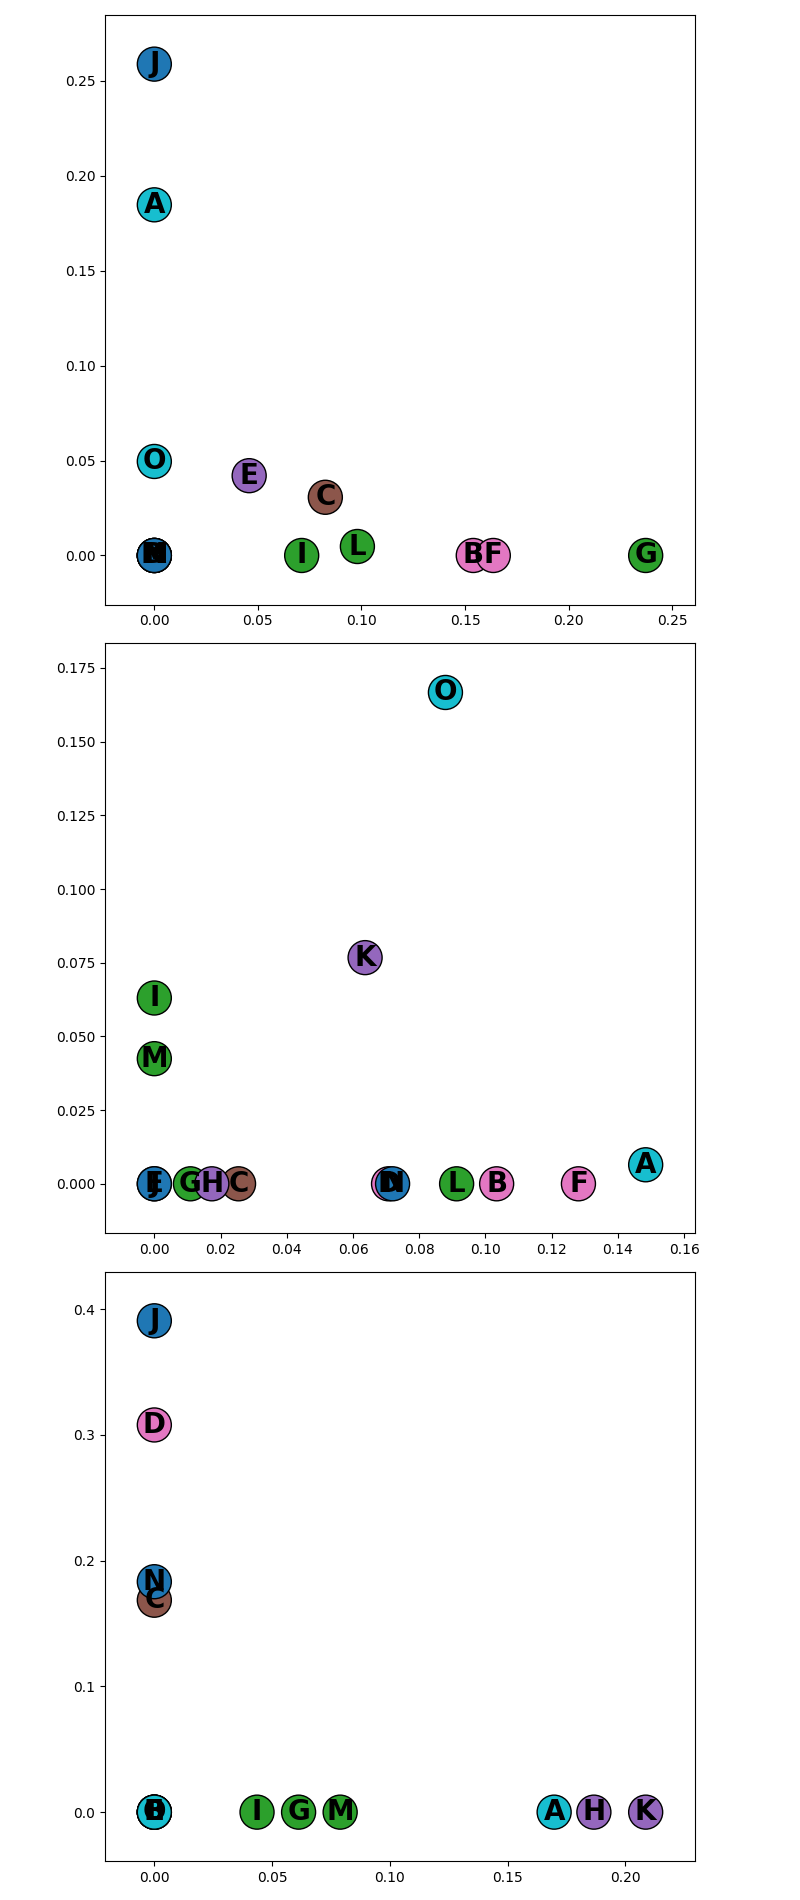 J
0.25
A
0.20
0.15
0.10
O
E
0.05
C
L
I
B F
G
0.00
0.00 0.05 0.10 0.15 0.20 0.25
0.175
O
0.150
0.125
0.100
K
0.075
I
0.050
M
0.025
A
0.000
G H C N L B F
0.00 0.02 0.04 0.06 0.08 0.10 0.12 0.14 0.16
0.4
J
0.3
D
0.2
N
C
0.1
0.0
I G M A H K
0.00 0.05 0.10 0.15 0.20